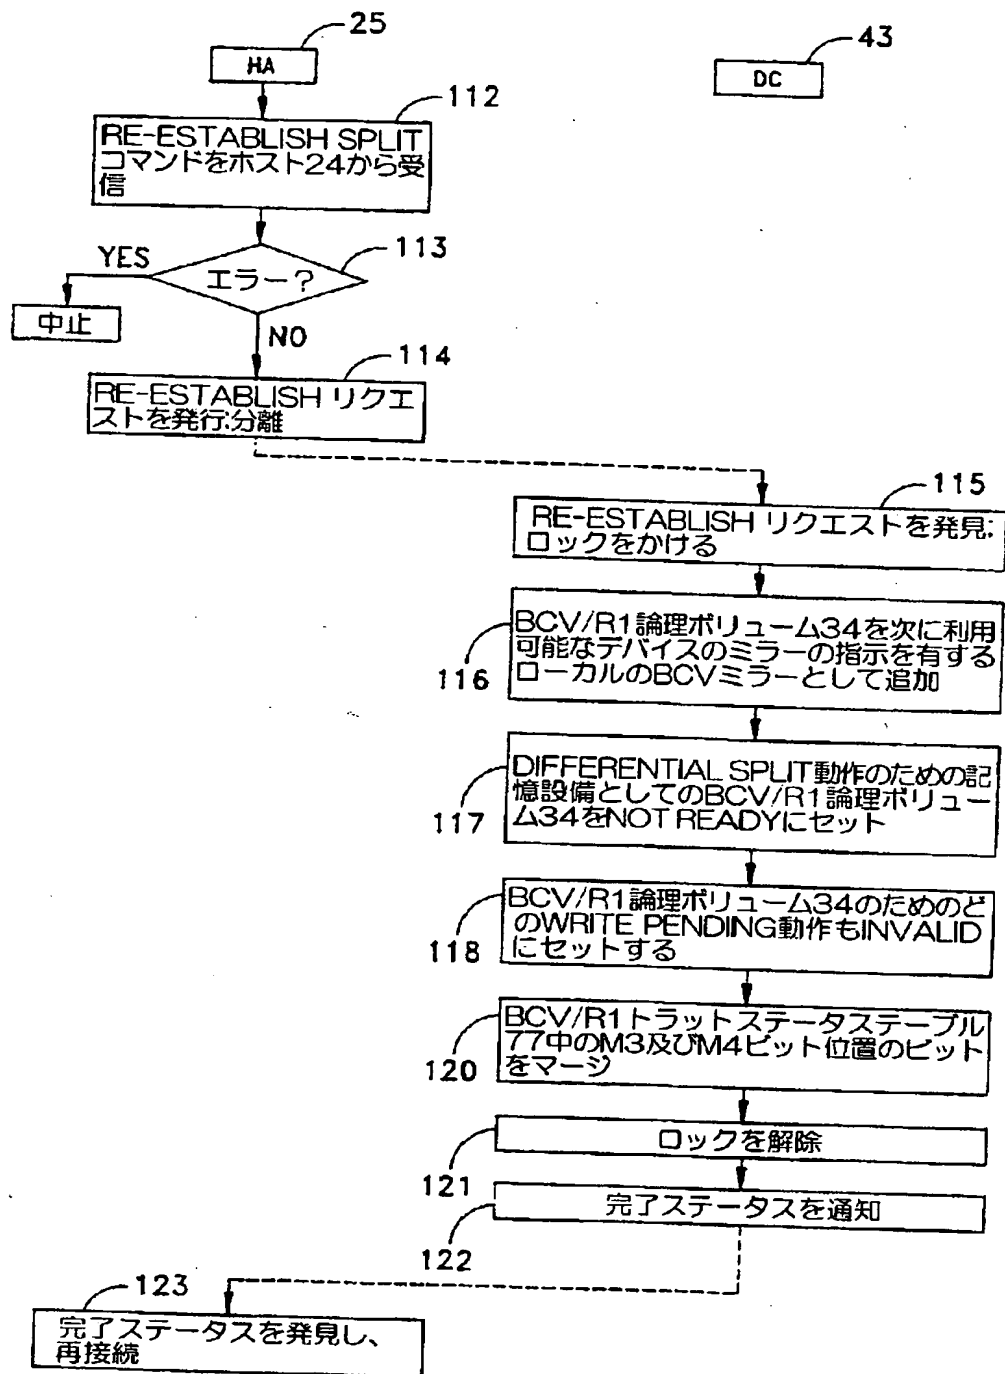 25
43
HA
DC
112
RE-ESTABLISH SPLIT
コマンドをホスト24から受
信
113
YES
エラー？
中止
NO
114
RE-ESTABLISH リクエ
ストを発行:分離
115
RE-ESTABLISH リクエストを発見:
ロックをかける
BCV/R1論理ボリューム34を次に利用
可能なデバイスのミラーの指示を有する
ローカルのBCVミラーとして追加
116
DIFFERENTIAL SPLIT動作のための記
憶設備としてのBCV/R1論理ボリュー
ム34をNOT READYにセット
117
BCV/R1論理ボリューム34のためのど
のWRITE PENDING動作もINVALID
にセットする
118
BCV/R1トラットステータステーブル
77中のM3及びM4ビット位置のビット
をマージ
120
ロックを解除
121
完了ステータスを通知
122
123
完了ステータスを発見し、
再接続